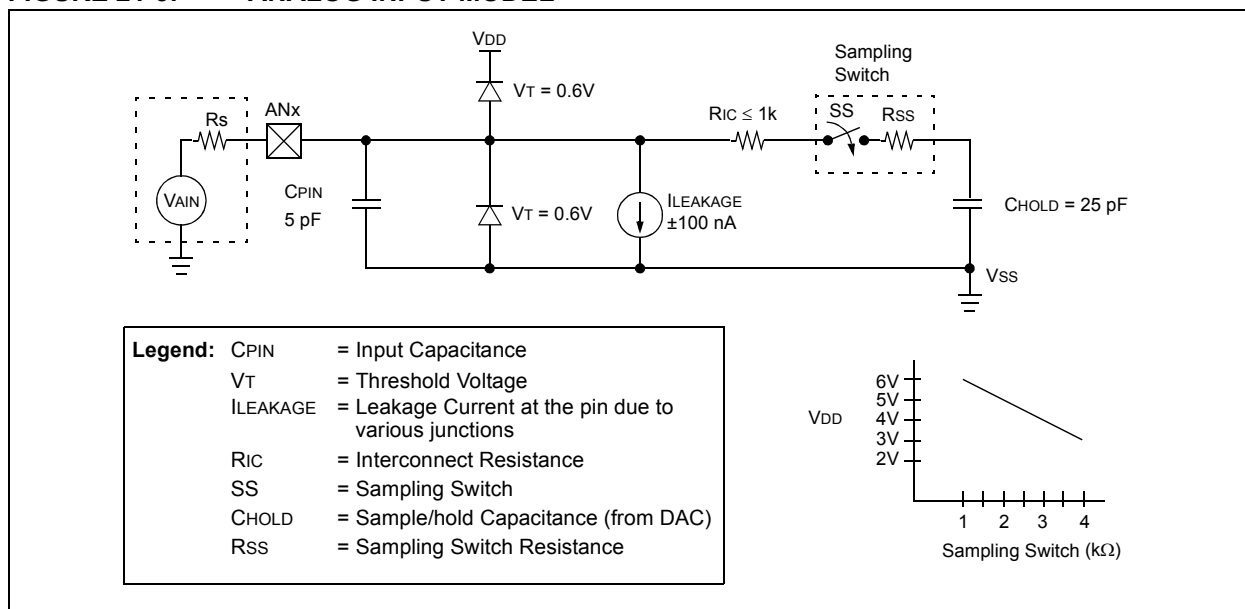 VDD
Sampling
Switch
VT = 0.6V
ANx
RS
RIC ≤ 1k
SS
RSS
VAIN
CPIN
5 pF
VT = 0.6V
ILEAKAGE
±100 nA
CHOLD = 25 pF
VSS
Legend: CPIN = Input Capacitance
VT = Threshold Voltage
ILEAKAGE = Leakage Current at the pin due to
various junctions
RIC = Interconnect Resistance
SS = Sampling Switch
CHOLD = Sample/hold Capacitance (from DAC)
RSS = Sampling Switch Resistance
VDD
6V
5V
4V
3V
2V
1 2 3 4
Sampling Switch (kΩ)